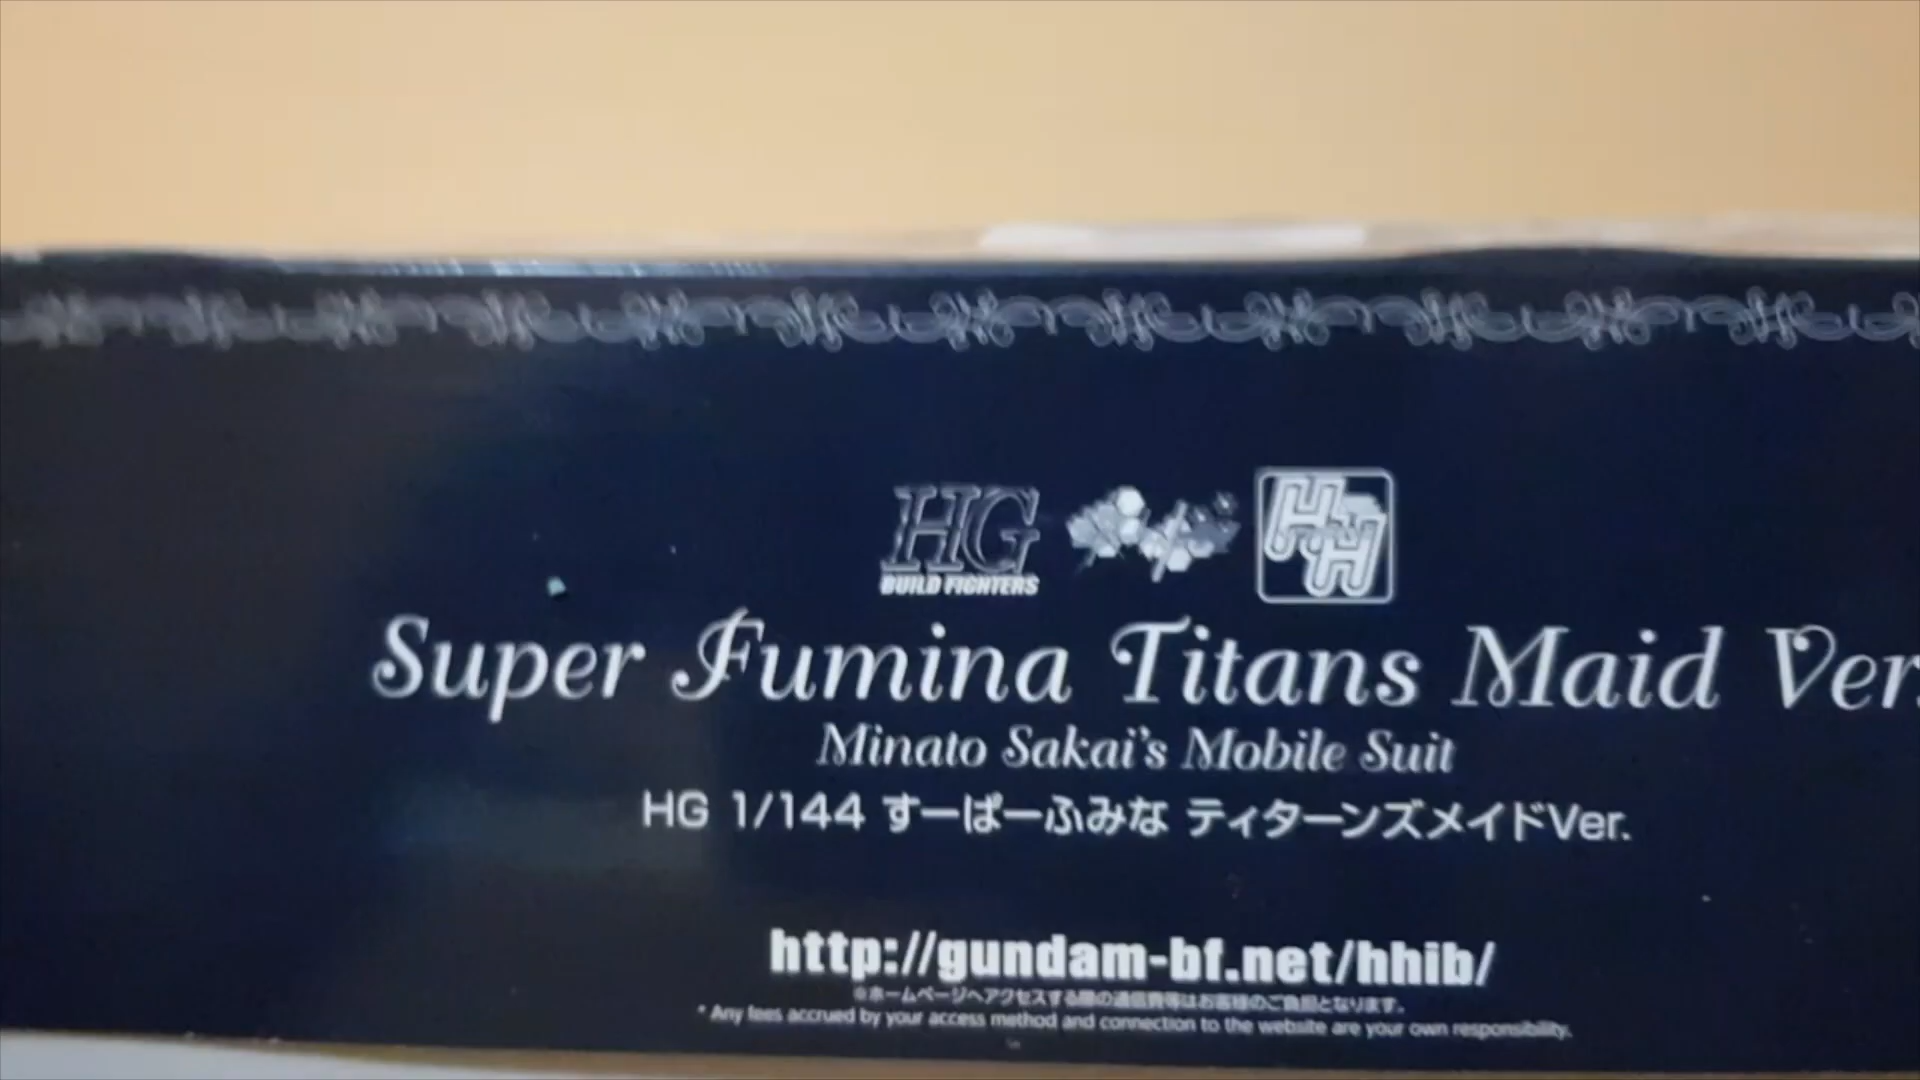 HG
BUILD FIGHTERS
HH
Super Fumina Titans Maid Ver.
Minato Sakai's Mobile Suit
HG 1/144 すーぱーふみな ティターンズメイドVer.
http://gundam-bf.net/hhib/
※ホームページへアクセスする際の通信費等はお客様のご負担となります。
* Any fees accrued by your access method and connection to the website are your own responsibility.